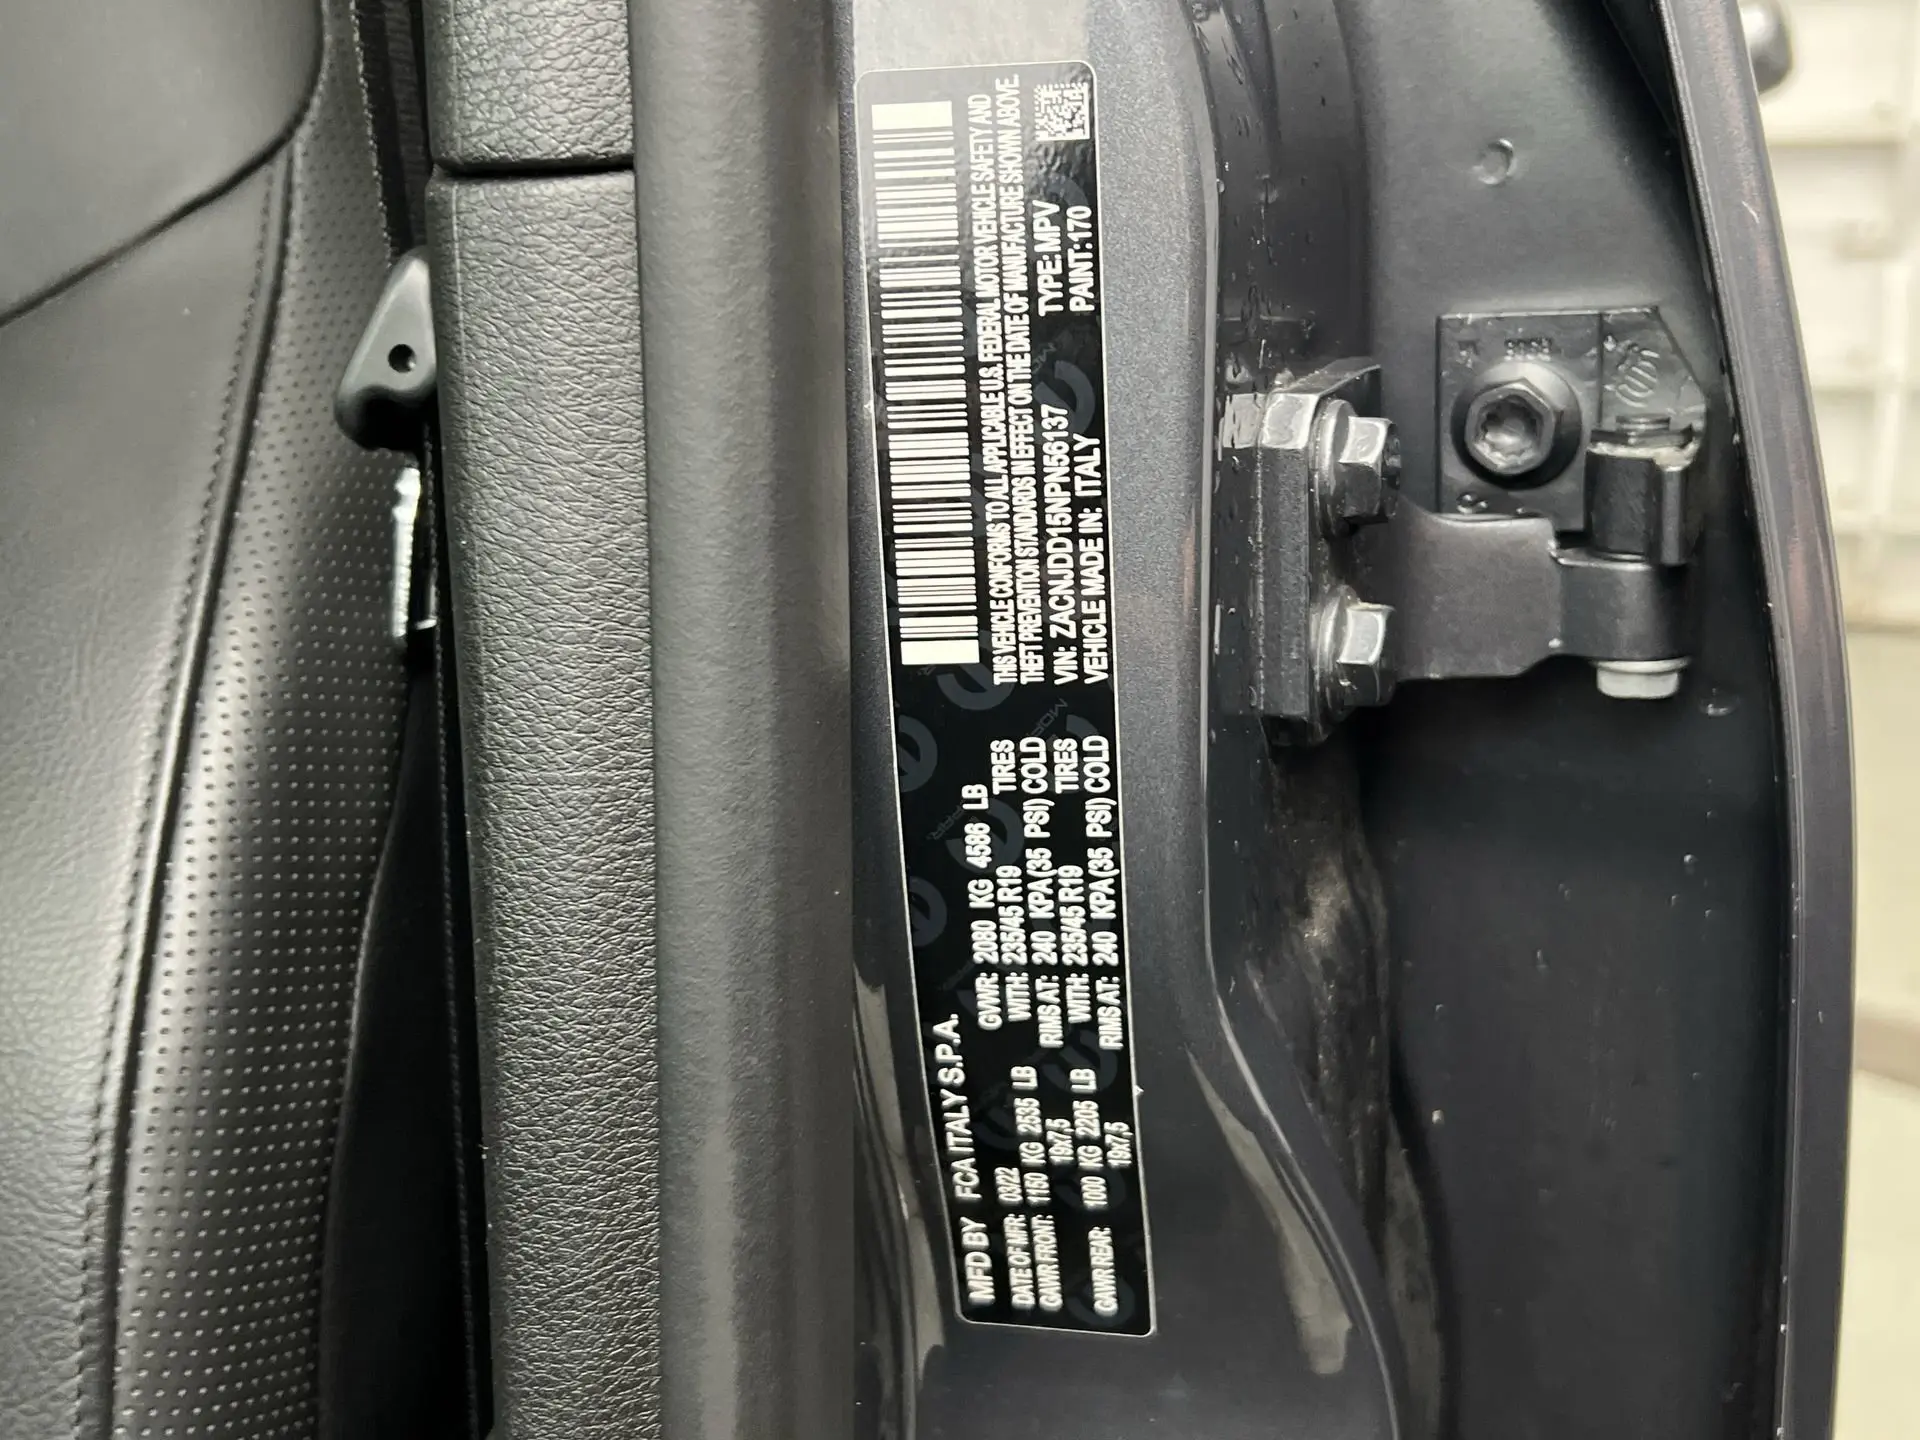 MFD BY FCA ITALY S.P.A.
DATE OF MFR: 03/22 GVWR: 2080 KG 4586 LB
GAWR FRONT: 1150 KG 2535 LB WITH: 235/45 R19 TIRES
19x7,5 RIMS AT: 240 KPA(35 PSI) COLD
GAWR REAR: 1000 KG 2205 LB WITH: 235/45 R19 TIRES
19x7,5 RIMS AT: 240 KPA(35 PSI) COLD
THIS VEHICLE CONFORMS TO ALL APPLICABLE U.S. FEDERAL MOTOR VEHICLE SAFETY AND
THEFT PREVENTION STANDARDS IN EFFECT ON THE DATE OF MANUFACTURE SHOWN ABOVE.
VIN: ZACNJDD15NPN56137 TYPE: MPV
VEHICLE MADE IN: ITALY PAINT:170